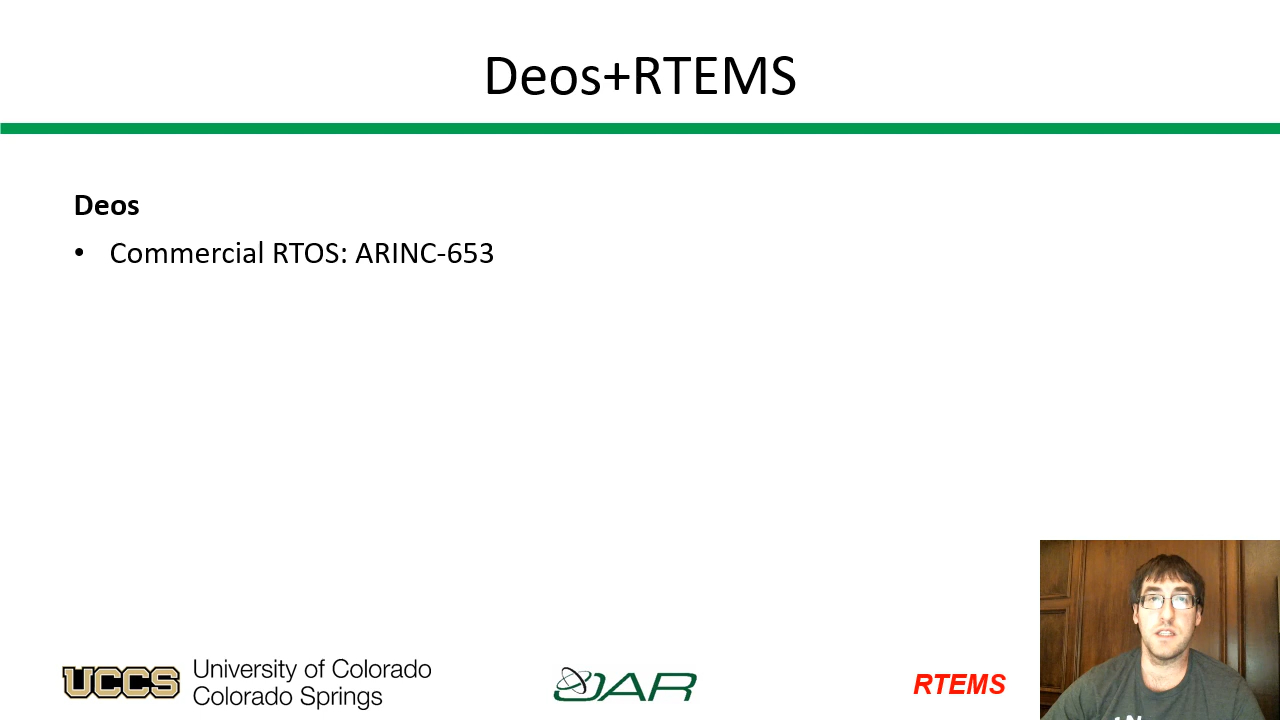 Deos+RTEMS
Deos
• Commercial RTOS: ARINC-653
UCCS
University of Colorado
Colorado Springs
OAR
RTEMS